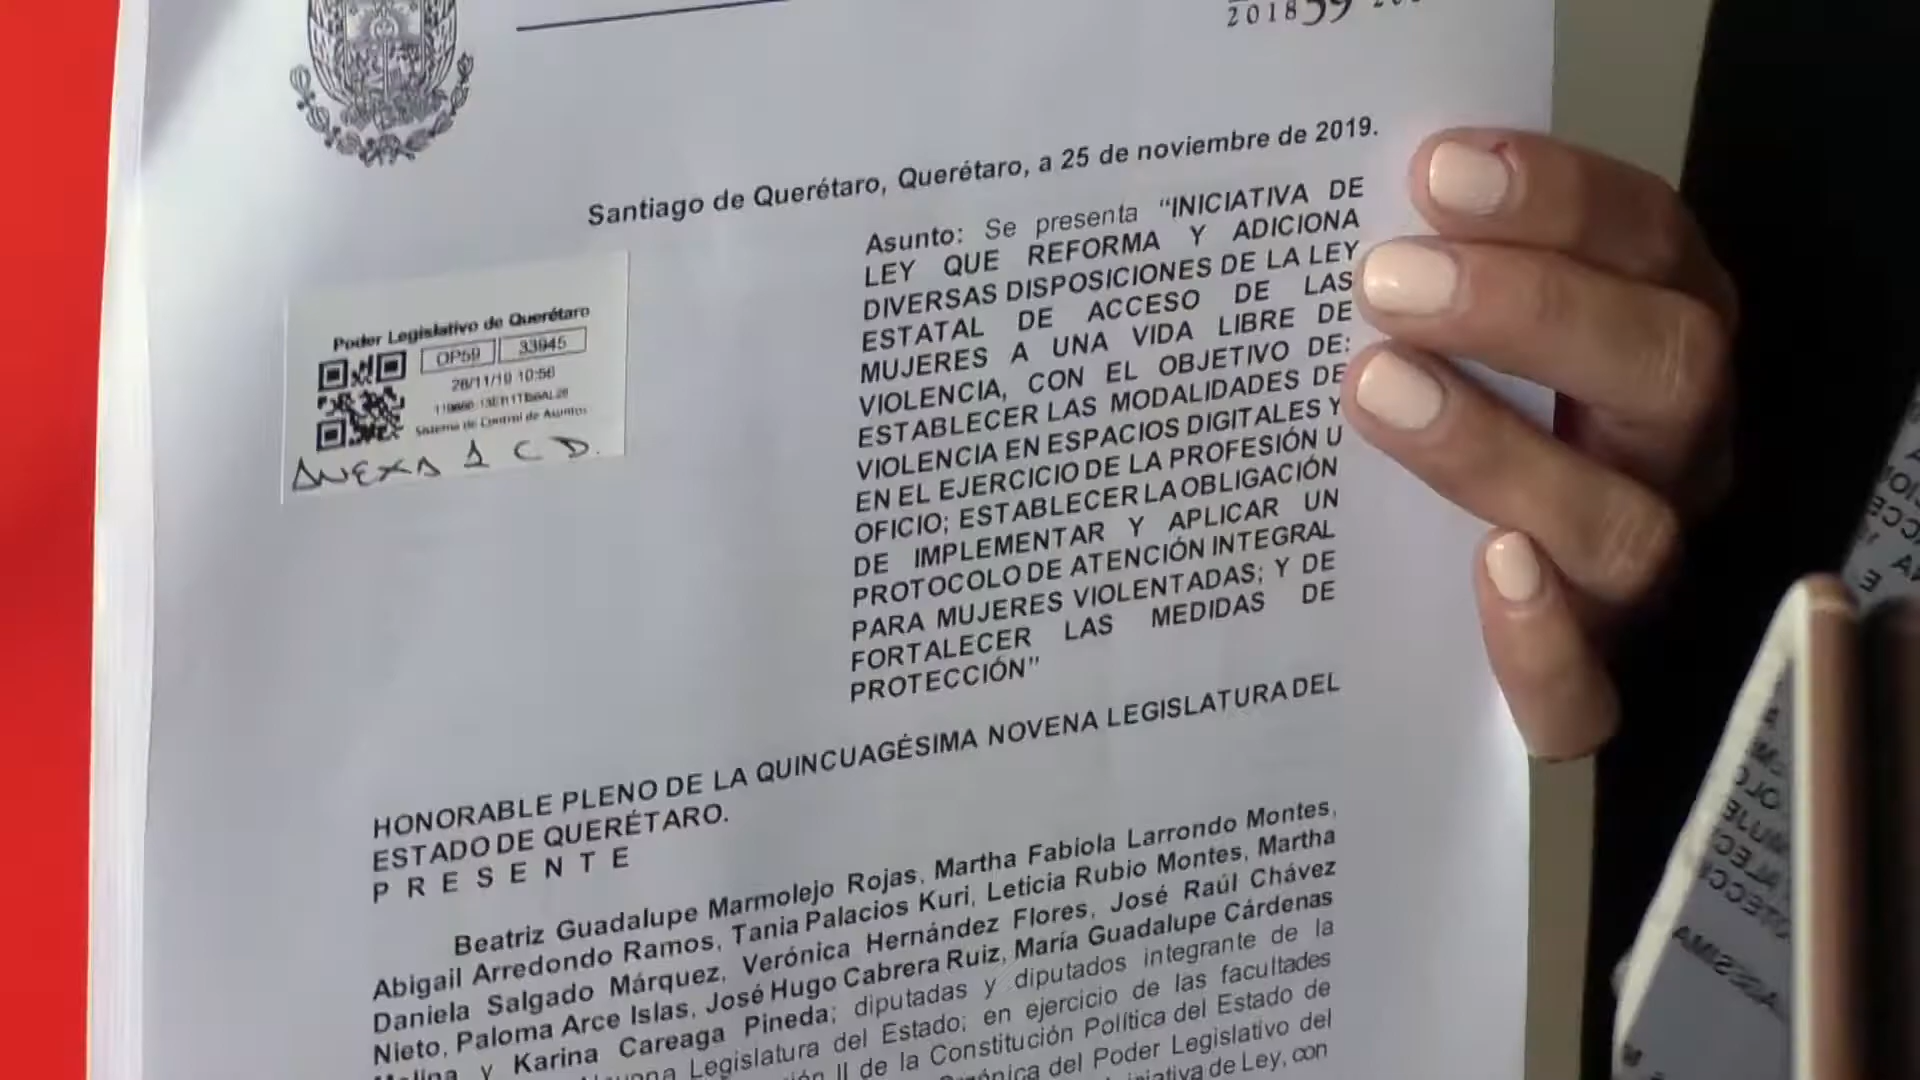 201859
Santiago de Querétaro, Querétaro, a 25 de noviembre de 2019.
Asunto: Se presenta “INICIATIVA DE
LEY QUE REFORMA Y ADICIONA
DIVERSAS DISPOSICIONES DE LA LEY
ESTATAL DE ACCESO DE LAS
MUJERES A UNA VIDA LIBRE DE
VIOLENCIA, CON EL OBJETIVO DE:
ESTABLECER LAS MODALIDADES DE
VIOLENCIA EN ESPACIOS DIGITALES Y
EN EL EJERCICIO DE LA PROFESIÓN U
OFICIO; ESTABLECER LA OBLIGACIÓN
DE IMPLEMENTAR Y APLICAR UN
PROTOCOLO DE ATENCIÓN INTEGRAL
PARA MUJERES VIOLENTADAS; Y DE
FORTALECER LAS MEDIDAS DE
PROTECCIÓN”
Poder Legislativo de Querétaro
OP59 33945
10:56
Sistema de Control de Asuntos
ANEXA 1 CD.
HONORABLE PLENO DE LA QUINCUAGÉSIMA NOVENA LEGISLATURA DEL
ESTADO DE QUERÉTARO.
P R E S E N T E
Beatriz Guadalupe Marmolejo Rojas, Martha Fabiola Larrondo Montes,
Abigail Arredondo Ramos, Tania Palacios Kuri, Leticia Rubio Montes, Martha
Daniela Salgado Márquez, Verónica Hernández Flores, José Raúl Chávez
Nieto, Paloma Arce Islas, José Hugo Cabrera Ruiz, María Guadalupe Cárdenas
y Karina Careaga Pineda; diputadas y diputados integrante de la
Legislatura del Estado; en ejercicio de las facultades
II de la Constitución Política del Estado de
del Poder Legislativo del
de Ley, con